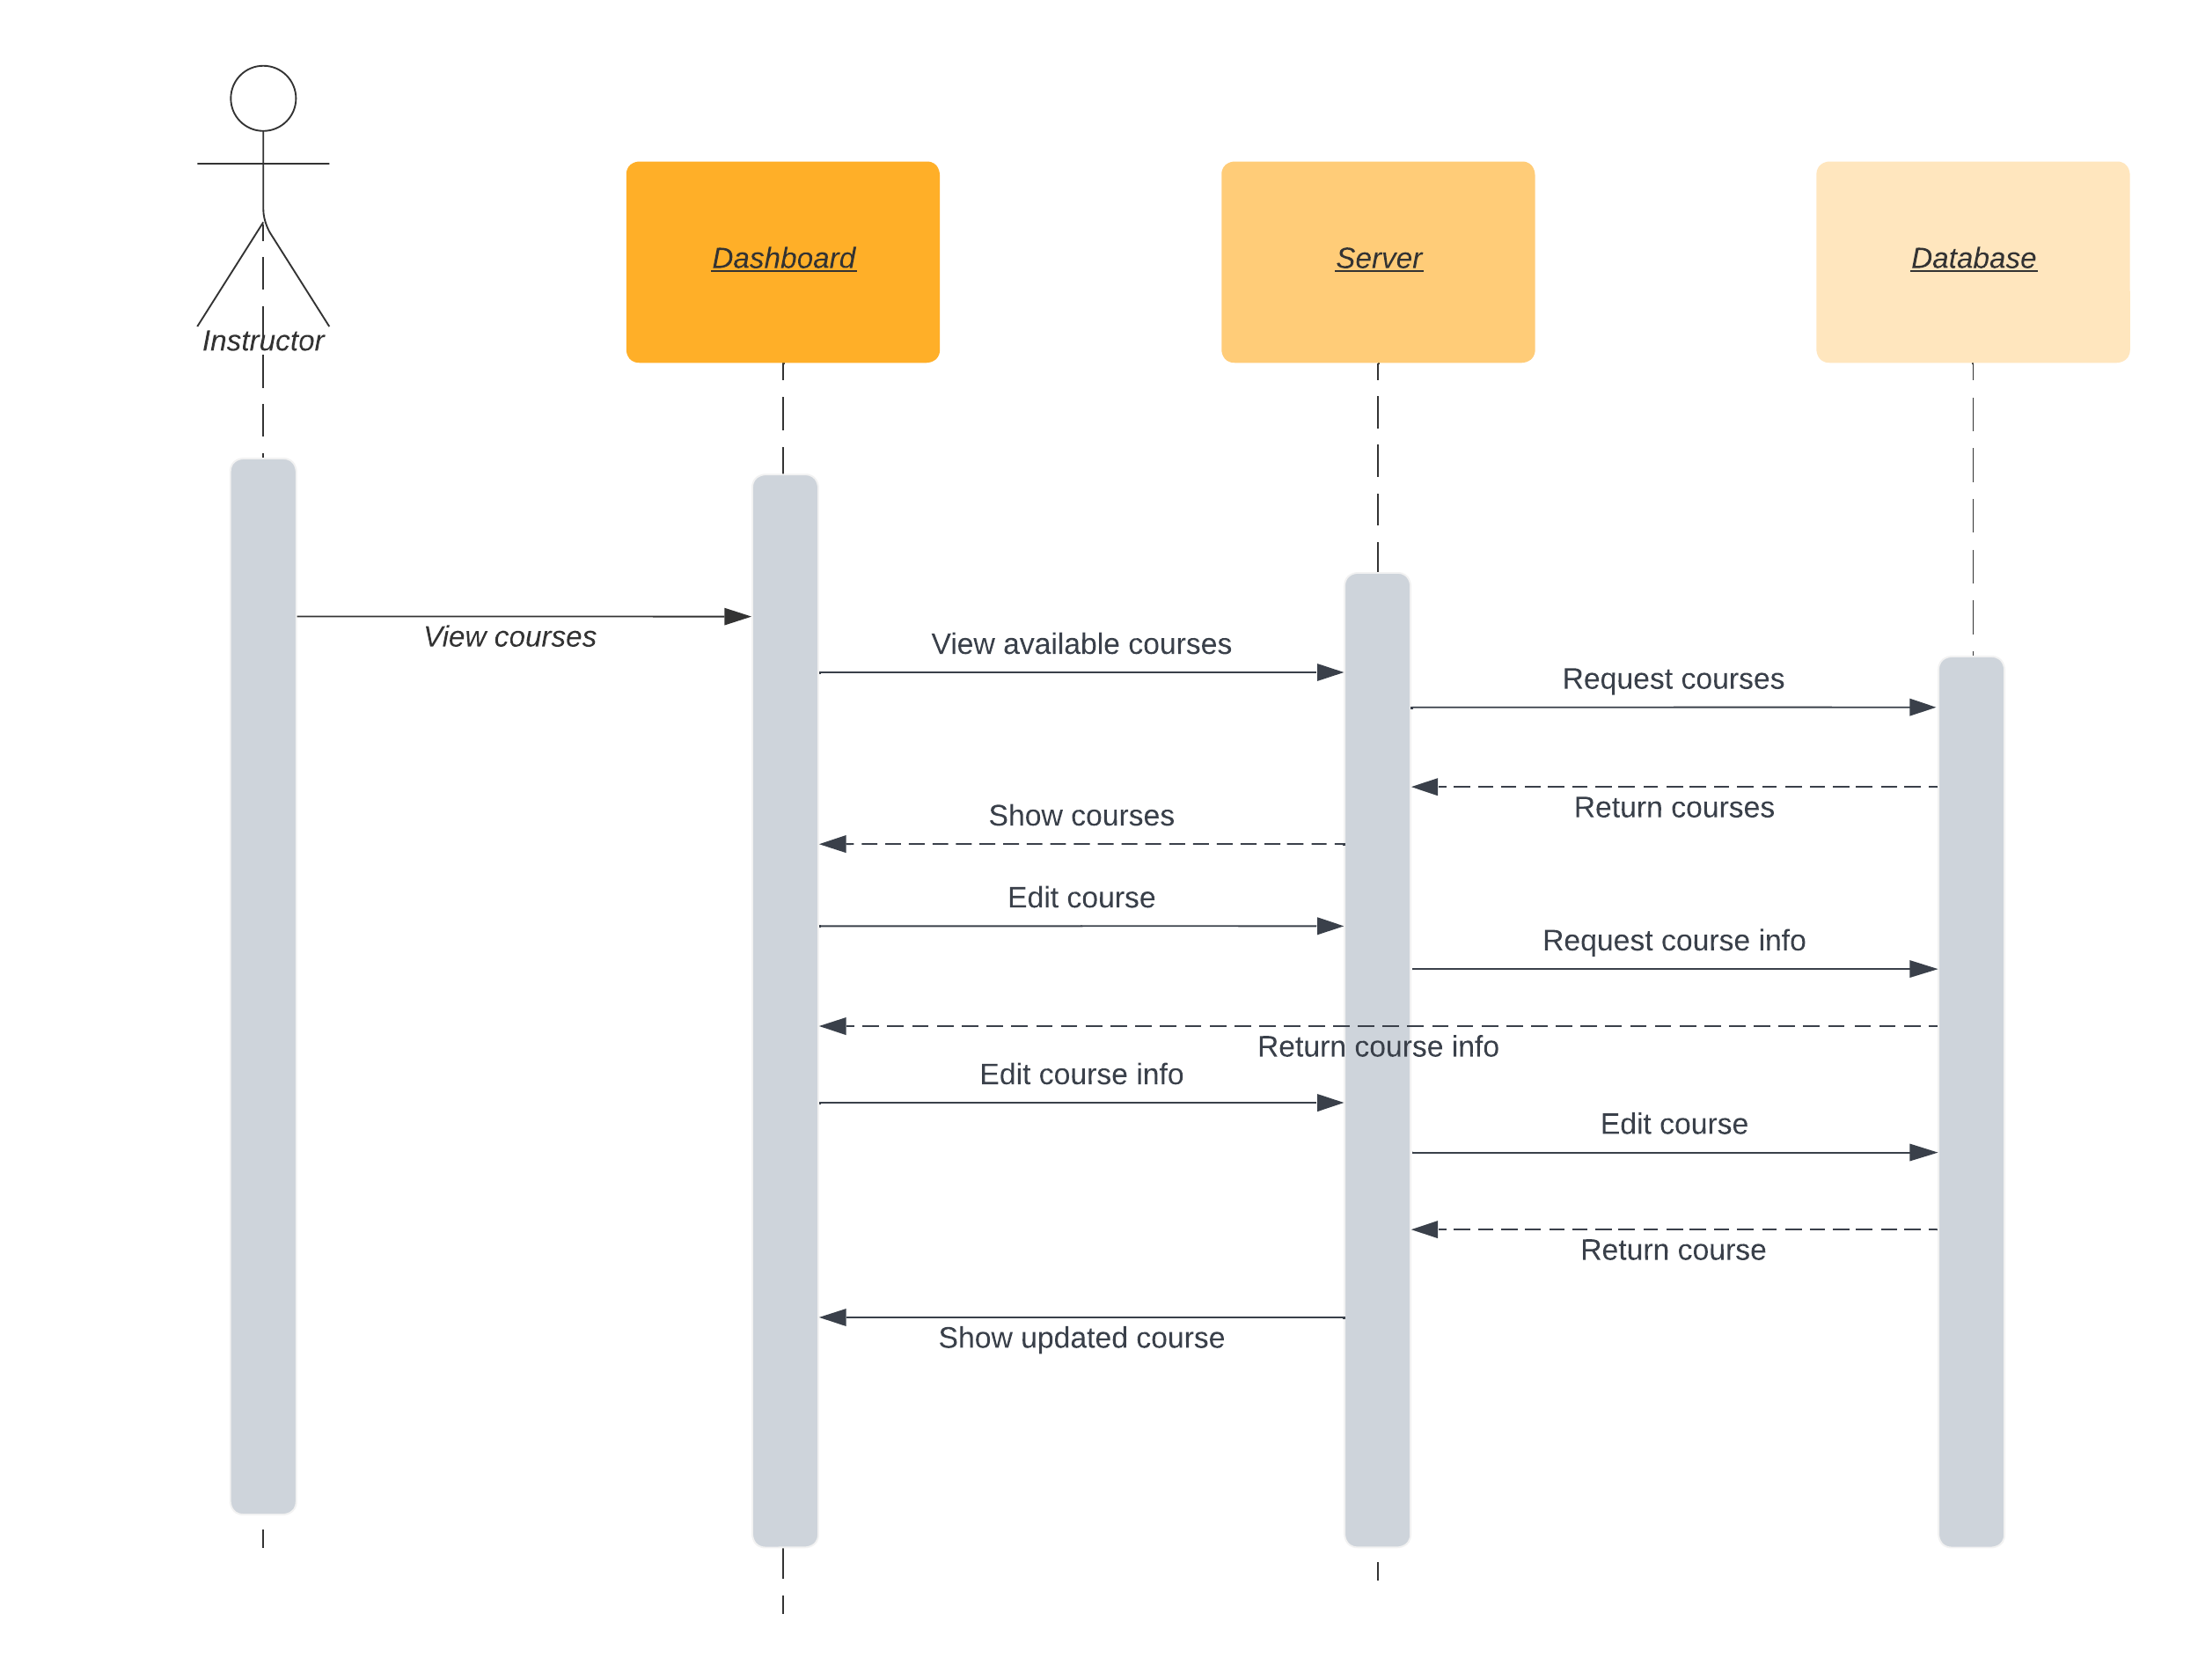 Dashboard
Server
Database
Instructor
View courses
View available courses
Request courses
Return courses
Show courses
Edit course
Request course info
Return course info
Edit course info
Edit course
Return course
Show updated course